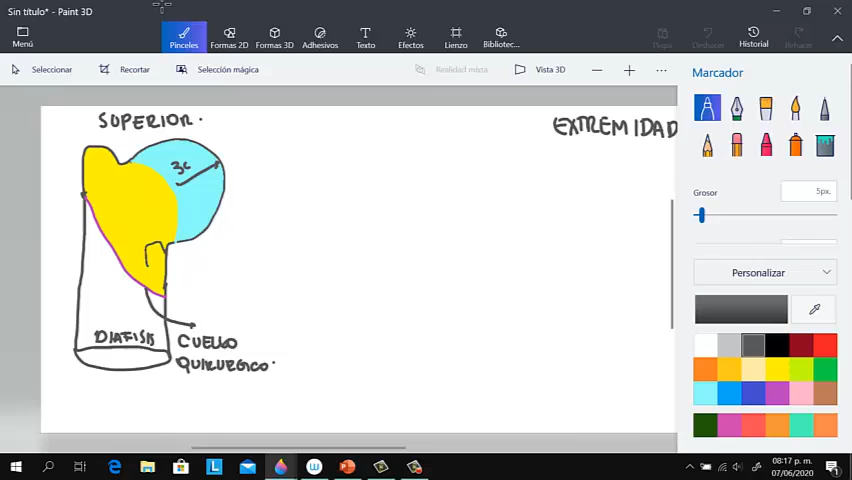 Sin título* - Paint 3D
Menú
Pinceles
Formas 2D
Formas 3D
Adhesivos
Texto
Efectos
Lienzo
Bibliotec...
Pegar
Deshacer
Historial
Rehacer
Seleccionar
Recortar
Selección mágica
Realidad mixta
Vista 3D
Marcador
SUPERIOR.
EXTREMIDAD
Grosor
5px.
Personalizar
DIAFISIS
CUELLO
QUIRURGICO.
08:17 p. m.
07/06/2020